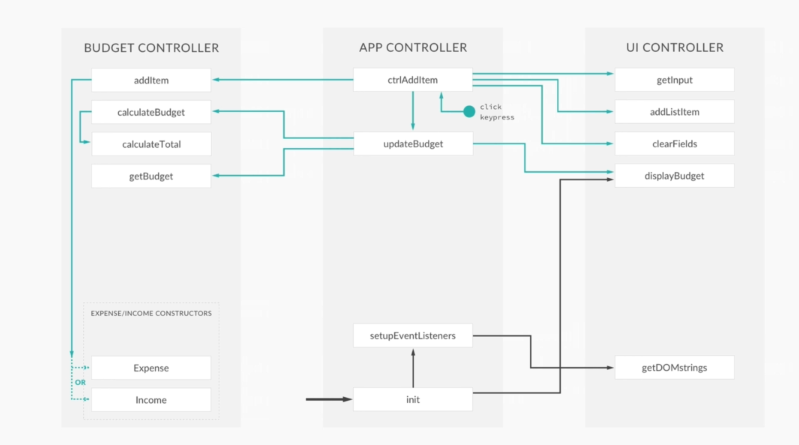 BUDGET CONTROLLER
addItem
calculateBudget
calculateTotal
getBudget
EXPENSE/INCOME CONSTRUCTORS
Expense
OR
Income
APP CONTROLLER
ctrlAddItem
click
keypress
updateBudget
setupEventListeners
init
UI CONTROLLER
getInput
addListItem
clearFields
displayBudget
getDOMstrings